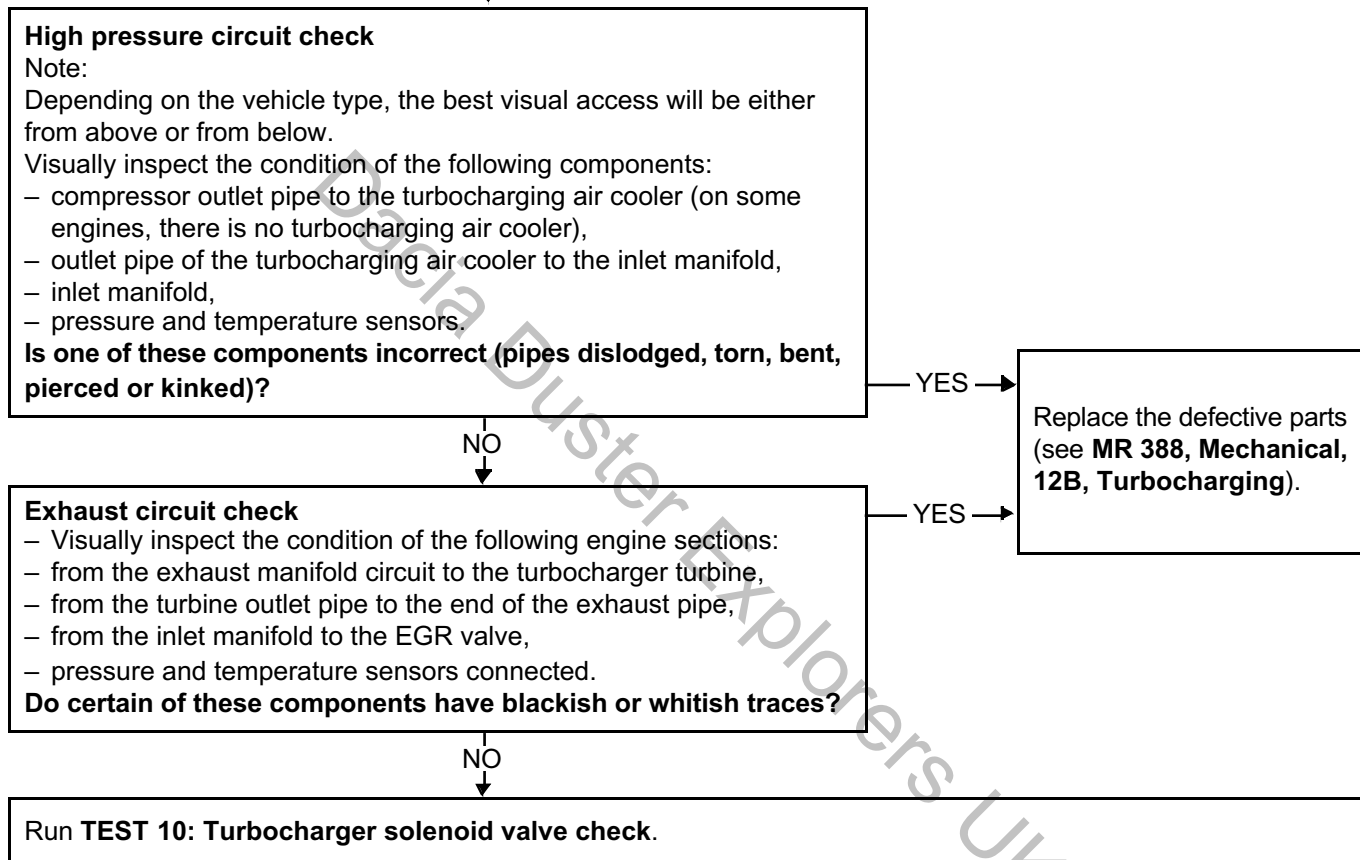 High pressure circuit check
Note:
Depending on the vehicle type, the best visual access will be either
from above or from below.
Visually inspect the condition of the following components:
– compressor outlet pipe to the turbocharging air cooler (on some
engines, there is no turbocharging air cooler),
– outlet pipe of the turbocharging air cooler to the inlet manifold,
– inlet manifold,
– pressure and temperature sensors.
Is one of these components incorrect (pipes dislodged, torn, bent,
pierced or kinked)?
YES
Replace the defective parts
(see MR 388, Mechanical,
12B, Turbocharging).
NO
Exhaust circuit check
– Visually inspect the condition of the following engine sections:
– from the exhaust manifold circuit to the turbocharger turbine,
– from the turbine outlet pipe to the end of the exhaust pipe,
– from the inlet manifold to the EGR valve,
– pressure and temperature sensors connected.
Do certain of these components have blackish or whitish traces?
YES
NO
Run TEST 10: Turbocharger solenoid valve check.
Dacia Duster Explorers UK